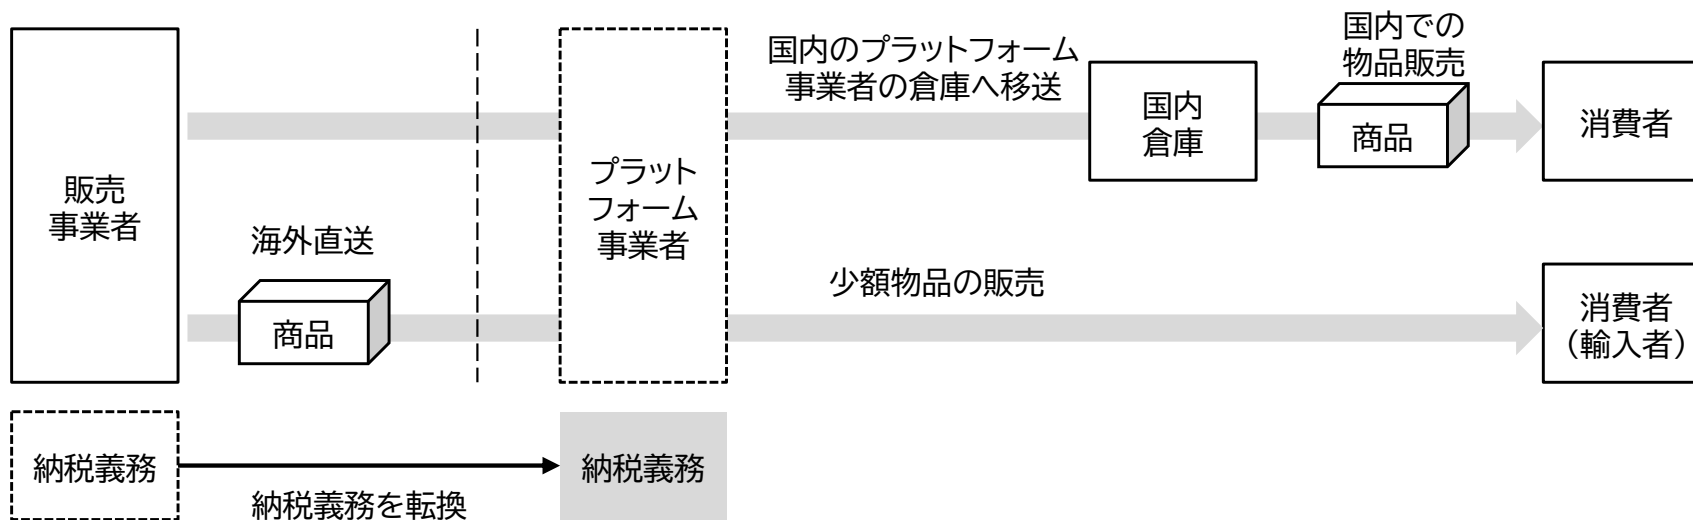 販売
事業者
海外直送
商品
プラット
フォーム
事業者
国内のプラットフォーム
事業者の倉庫へ移送
国内
倉庫
国内での
物品販売
商品
消費者
少額物品の販売
消費者
（輸入者）
納税義務
納税義務を転換
納税義務